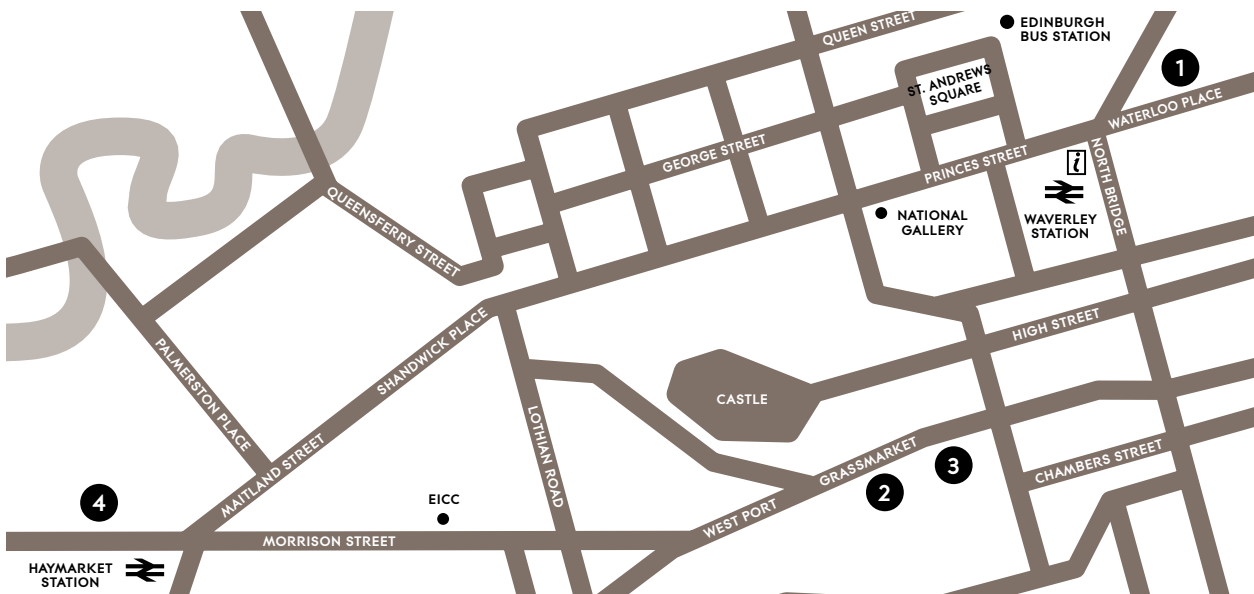 QUEEN STREET
EDINBURGH
BUS STATION
1
ST. ANDREWS
SQUARE
WATERLOO PLACE
GEORGE STREET
PRINCES STREET
i
NORTH BRIDGE
QUEENSFERRY STREET
NATIONAL
GALLERY
WAVERLEY
STATION
HIGH STREET
SHANDWICK PLACE
PALMERSTON PLACE
CASTLE
LOTHIAN ROAD
MAITLAND STREET
GRASSMARKET
CHAMBERS STREET
3
2
4
EICC
WEST PORT
MORRISON STREET
HAYMARKET
STATION